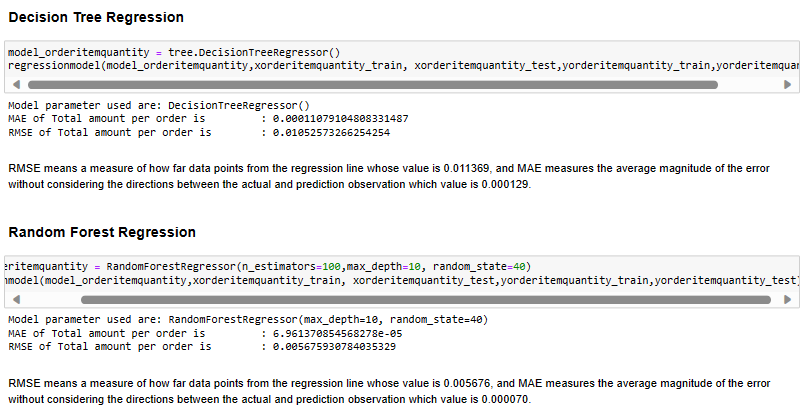 Decision Tree Regression
model_orderitemquantity = tree.DecisionTreeRegressor()
regressionmodel(model_orderitemquantity,xorderitemquantity_train, xorderitemquantity_test,yorderitemquantity_train,yorderitemquan
Model parameter used are: DecisionTreeRegressor()
MAE of Total amount per order is : 0.00011079104808331487
RMSE of Total amount per order is : 0.01052573266254254
RMSE means a measure of how far data points from the regression line whose value is 0.011369, and MAE measures the average magnitude of the error
without considering the directions between the actual and prediction observation which value is 0.000129.
Random Forest Regression
eritemquantity = RandomForestRegressor(n_estimators=100,max_depth=10, random_state=40)
nmodel(model_orderitemquantity,xorderitemquantity_train, xorderitemquantity_test,yorderitemquantity_train,yorderitemquantity_test)
Model parameter used are: RandomForestRegressor(max_depth=10, random_state=40)
MAE of Total amount per order is : 6.961370854568278e-05
RMSE of Total amount per order is : 0.005675930784035329
RMSE means a measure of how far data points from the regression line whose value is 0.005676, and MAE measures the average magnitude of the error
without considering the directions between the actual and prediction observation which value is 0.000070.